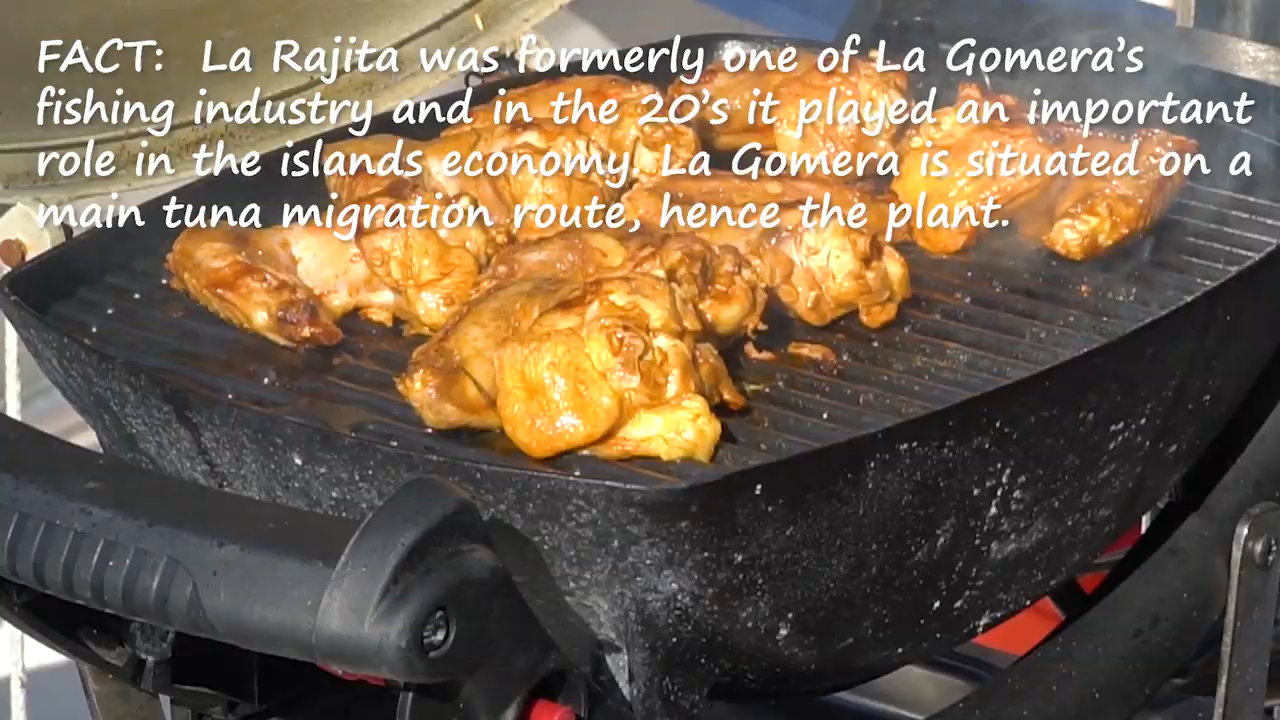 FACT:  La Rajita was formerly one of La Gomera's
fishing industry and in the 20's it played an important
role in the islands economy. La Gomera is situated on a
main tuna migration route, hence the plant.